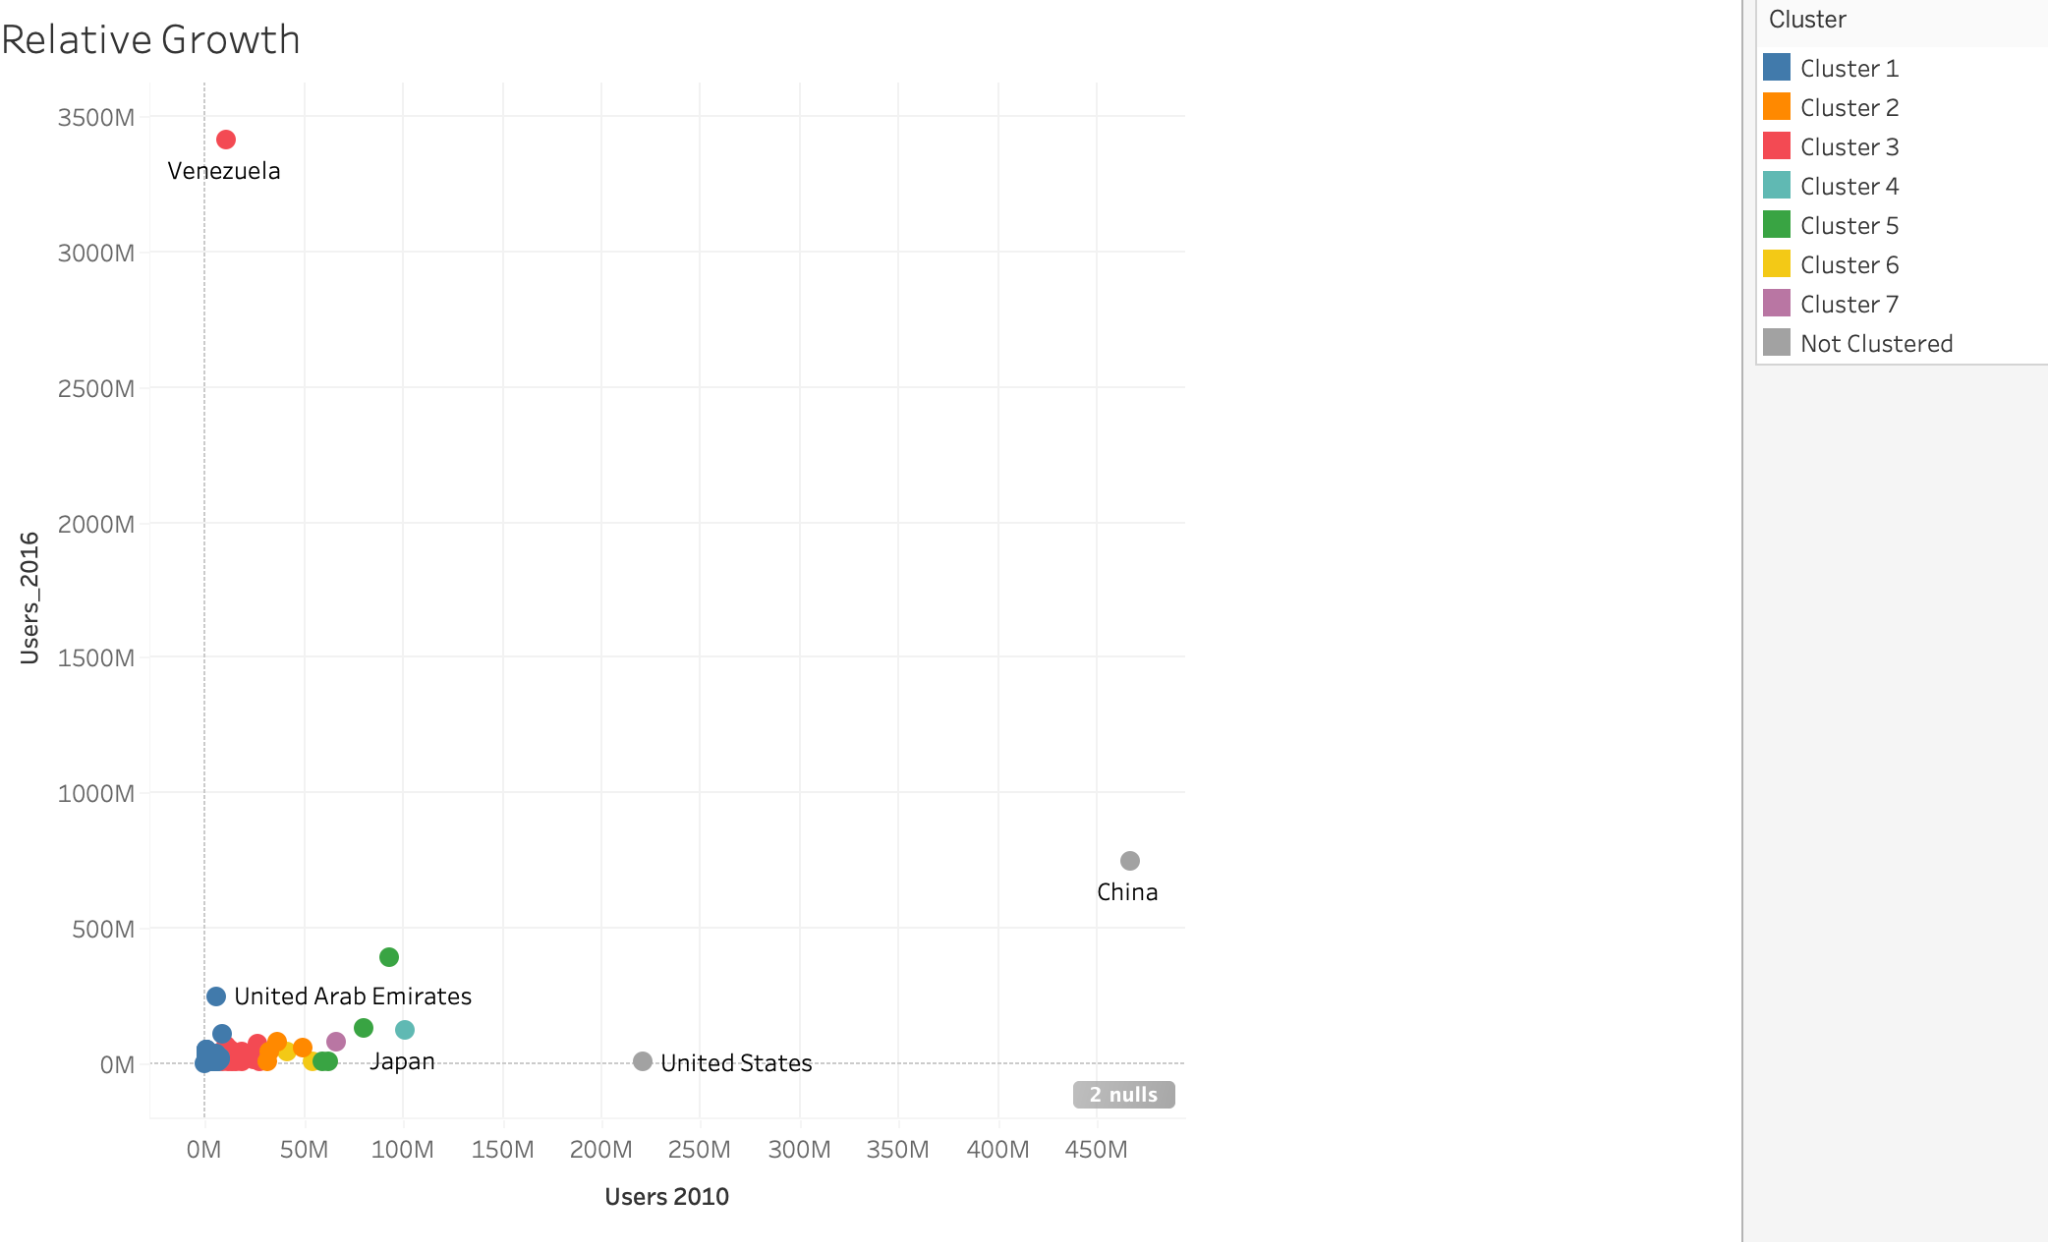 Relative Growth
3500M
3000M
2500M
2000M
1500M
1000M
500M
0M
Users_2016
Venezuela
China
United Arab Emirates
Japan
United States
2 nulls
0M 50M 100M 150M 200M 250M 300M 350M 400M 450M
Users 2010
Cluster
Cluster 1
Cluster 2
Cluster 3
Cluster 4
Cluster 5
Cluster 6
Cluster 7
Not Clustered